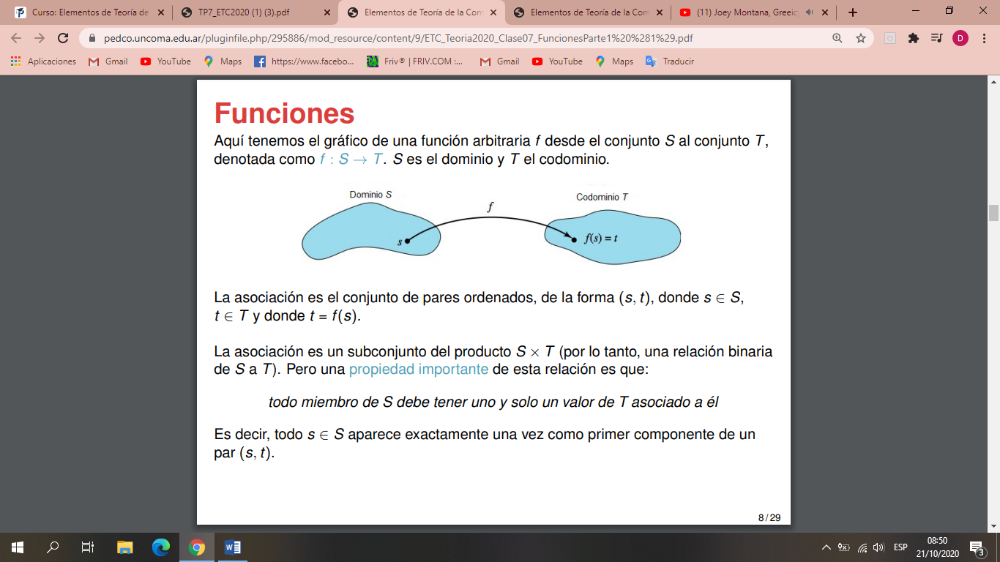 Curso: Elementos de Teoría de
TP7_ETC2020 (1) (3).pdf
Elementos de Teoría de la Com
Elementos de Teoría de la Com
(11) Joey Montana, Greeicy
pedco.uncoma.edu.ar/pluginfile.php/295886/mod_resource/content/9/ETC_Teoria2020_Clase07_FuncionesParte1%20%281%29.pdf
D
Aplicaciones
Gmail
YouTube
Maps
https://www.facebo...
Friv® | FRIV.COM :...
Gmail
YouTube
Maps
Traducir
Funciones
Aquí tenemos el gráfico de una función arbitraria f desde el conjunto S al conjunto T,
denotada como f : S → T. S es el dominio y T el codominio.
Dominio S
f
Codominio T
s
f(s) = t
La asociación es el conjunto de pares ordenados, de la forma (s, t), donde s ∈ S,
t ∈ T y donde t = f(s).
La asociación es un subconjunto del producto S × T (por lo tanto, una relación binaria
de S a T). Pero una propiedad importante de esta relación es que:
todo miembro de S debe tener uno y solo un valor de T asociado a él
Es decir, todo s ∈ S aparece exactamente una vez como primer componente de un
par (s, t).
8 / 29
ESP
08:50
21/10/2020
3